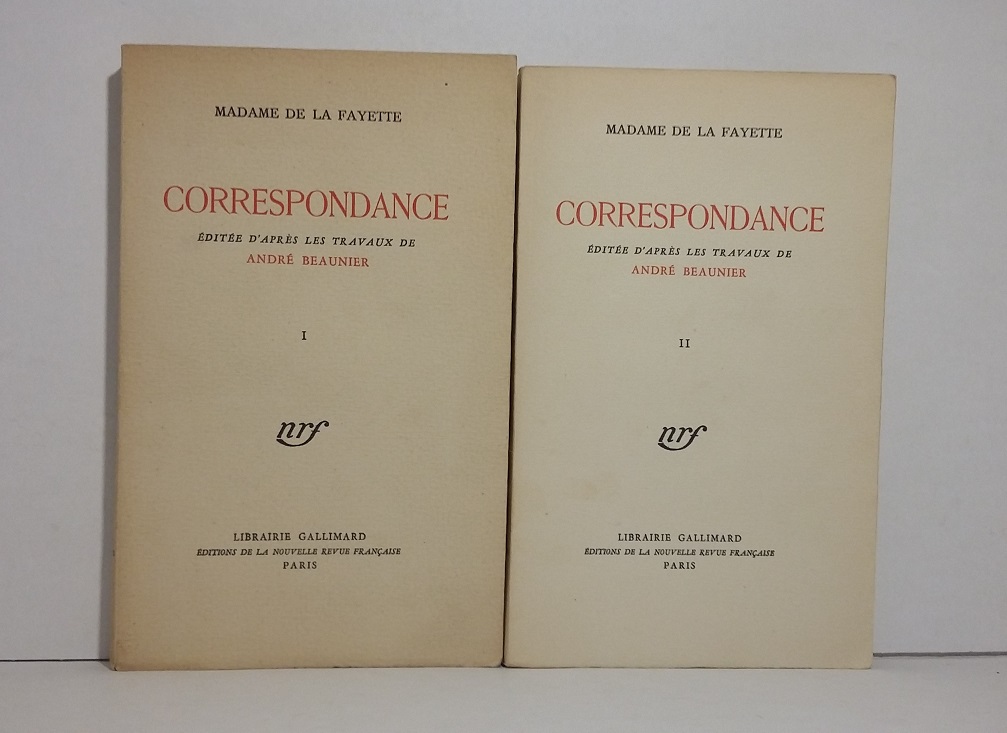 MADAME DE LA FAYETTE
CORRESPONDANCE
ÉDITÉE D'APRÈS LES TRAVAUX DE
ANDRÉ BEAUNIER
I
nrf
LIBRAIRIE GALLIMARD
ÉDITIONS DE LA NOUVELLE REVUE FRANÇAISE
PARIS
MADAME DE LA FAYETTE
CORRESPONDANCE
ÉDITÉE D'APRÈS LES TRAVAUX DE
ANDRÉ BEAUNIER
II
nrf
LIBRAIRIE GALLIMARD
ÉDITIONS DE LA NOUVELLE REVUE FRANÇAISE
PARIS